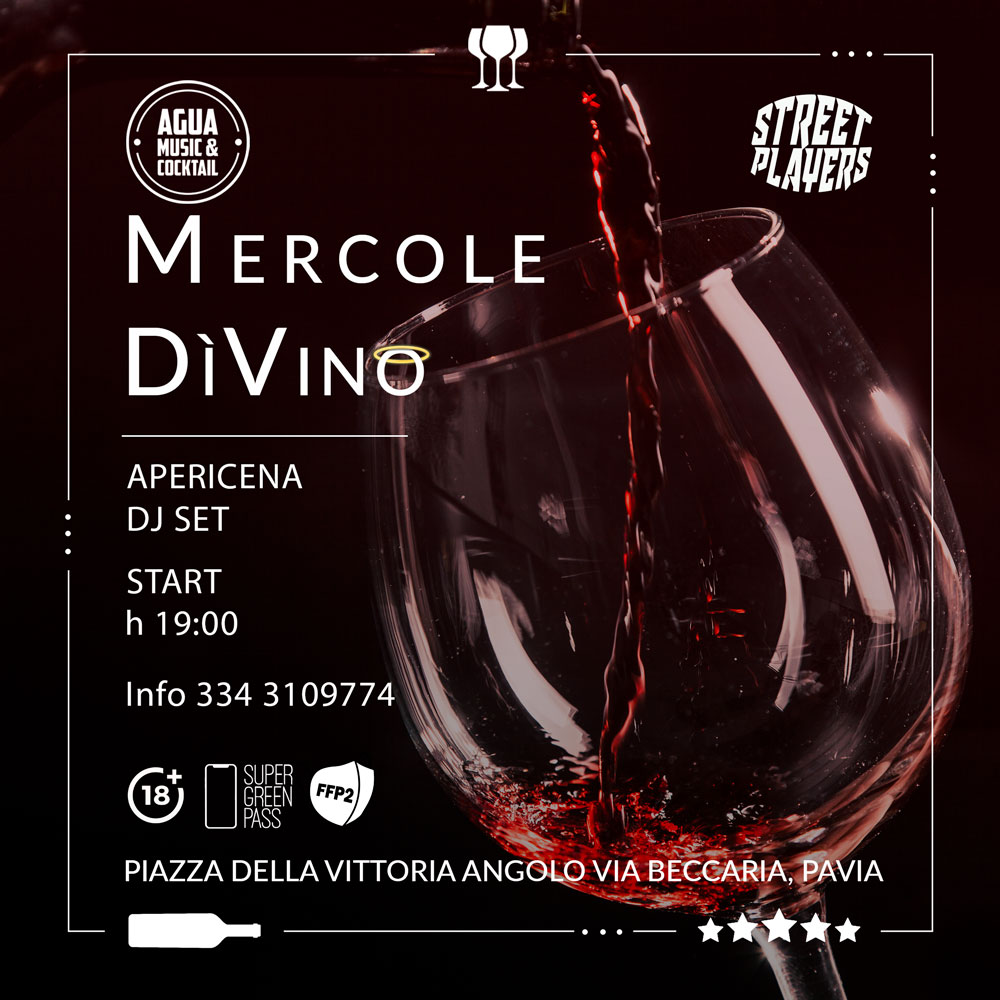 AGUA
MUSIC &
COCKTAIL
STREET
PLAYERS
MERCOLE
DìVINO
APERICENA
DJ SET
START
h 19:00
Info 334 3109774
18+
SUPER
GREEN
PASS
FFP2
PIAZZA DELLA VITTORIA ANGOLO VIA BECCARIA, PAVIA